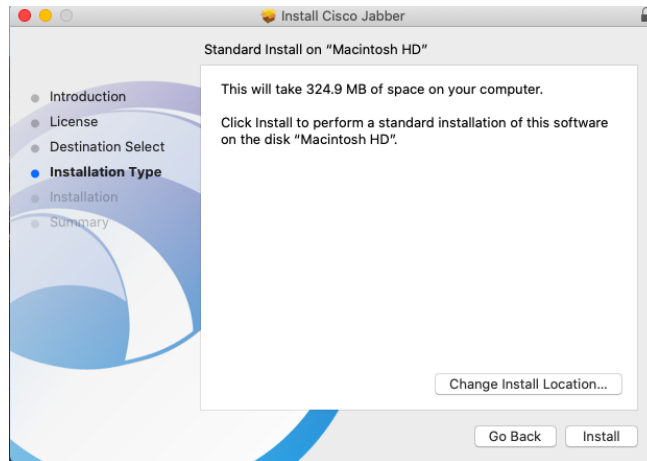 Install Cisco Jabber
Standard Install on “Macintosh HD”
Introduction
License
Destination Select
Installation Type
Installation
Summary
This will take 324.9 MB of space on your computer.
Click Install to perform a standard installation of this software
on the disk “Macintosh HD”.
Change Install Location...
Go Back
Install